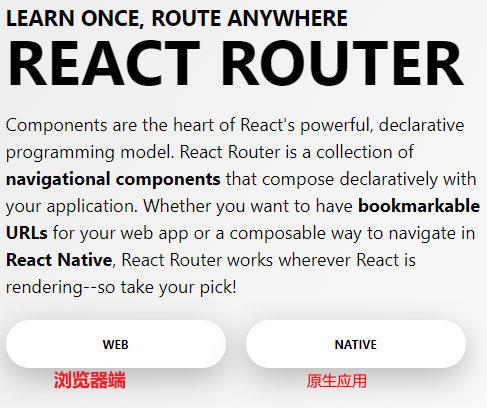 LEARN ONCE, ROUTE ANYWHERE
REACT ROUTER
Components are the heart of React's powerful, declarative
programming model. React Router is a collection of
navigational components that compose declaratively with
your application. Whether you want to have bookmarkable
URLs for your web app or a composable way to navigate in
React Native, React Router works wherever React is
rendering--so take your pick!
WEB
NATIVE
浏览器端
原生应用